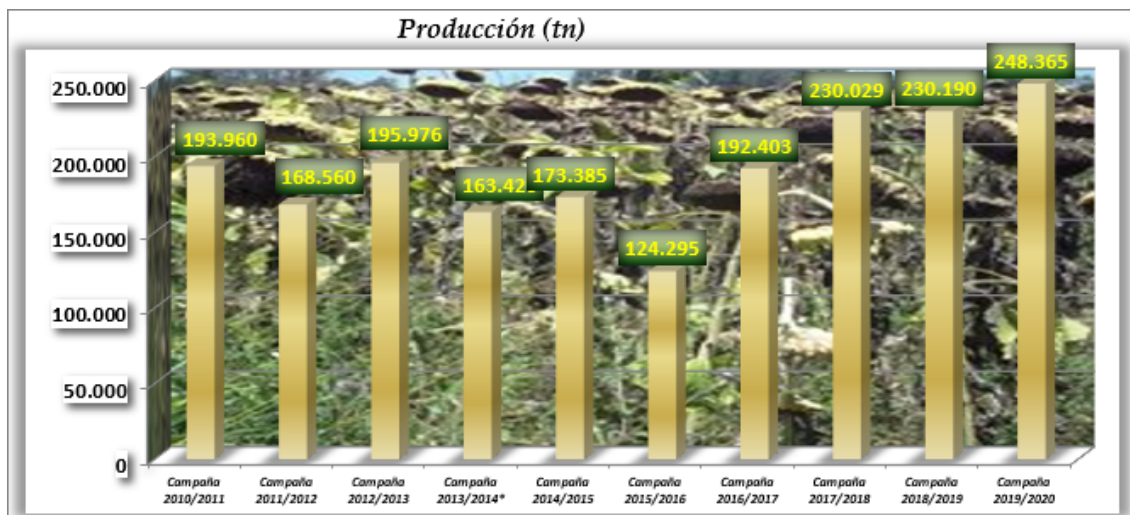 Producción (tn)
250.000
200.000
150.000
100.000
50.000
0
193.960
168.560
195.976
173.385
124.295
192.403
230.029
230.190
248.365
Campaña 2010/2011
Campaña 2011/2012
Campaña 2012/2013
Campaña 2013/2014*
Campaña 2014/2015
Campaña 2015/2016
Campaña 2016/2017
Campaña 2017/2018
Campaña 2018/2019
Campaña 2019/2020